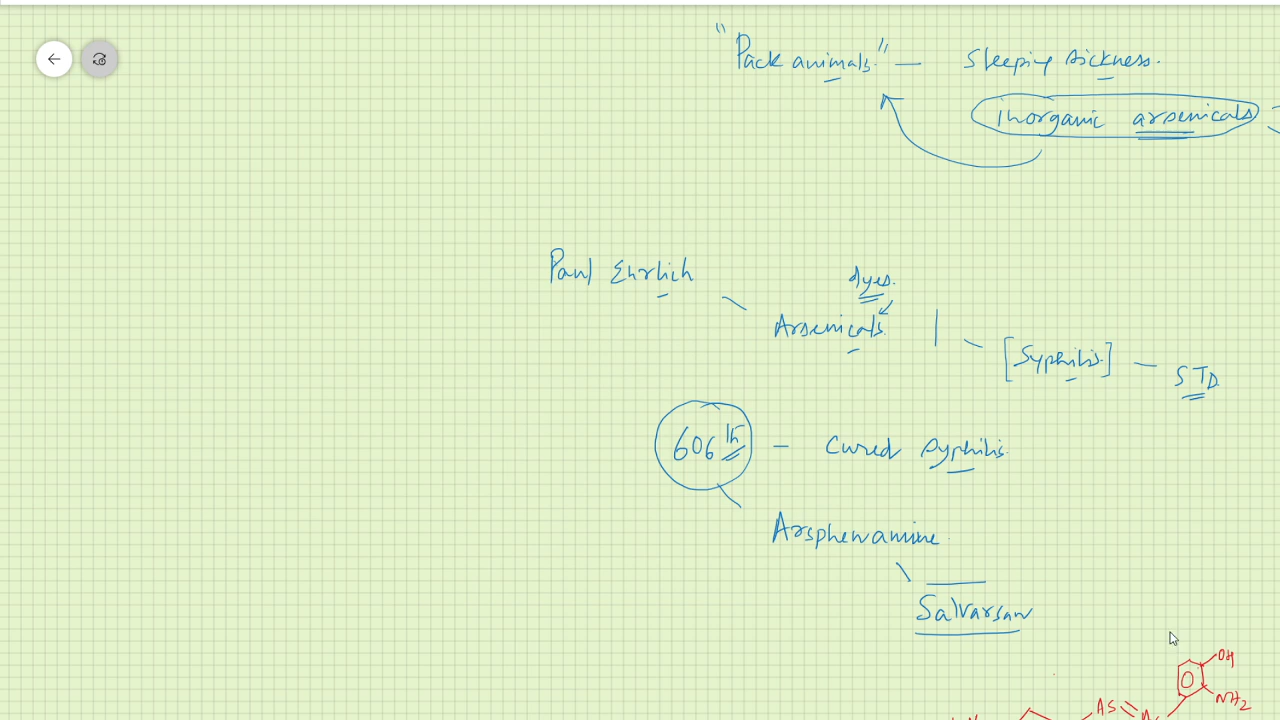 "Pack animals." — Sleeping sickness.
inorganic arsenicals
Paul Ehrlich
dyes.
Arsenicals.
[Syphilis] — STD
606th — Cured syphilis.
Arsphenamine
Salvarsan
OH
NH2
As